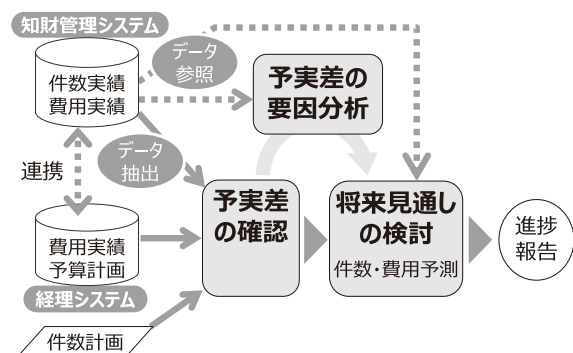 知財管理システム
件数実績
費用実績
データ
参照
予実差の
要因分析
連携
データ
抽出
予実差
の確認
将来見通し
の検討
件数・費用予測
進捗
報告
費用実績
予算計画
経理システム
件数計画